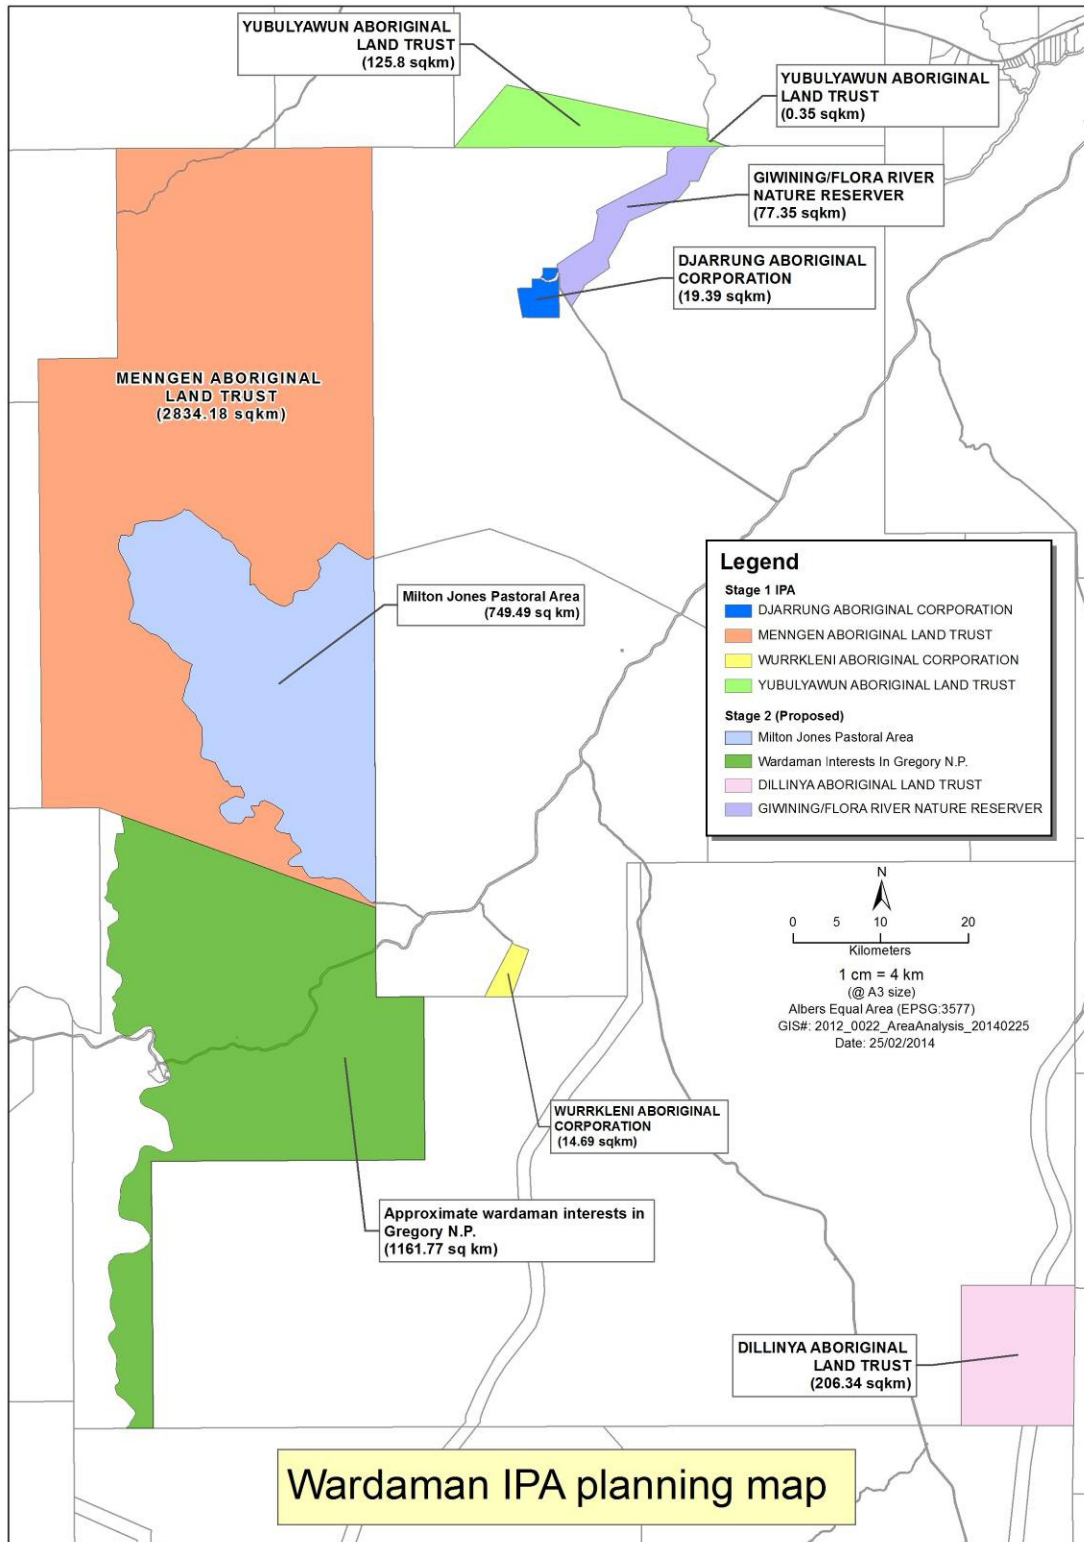 YUBULYAWUN ABORIGINAL
LAND TRUST
(125.8 sqkm)
YUBULYAWUN ABORIGINAL
LAND TRUST
(0.35 sqkm)
GIWINING/FLORA RIVER
NATURE RESERVER
(77.35 sqkm)
DJARRUNG ABORIGINAL
CORPORATION
(19.39 sqkm)
MENNGEN ABORIGINAL
LAND TRUST
(2834.18 sqkm)
Milton Jones Pastoral Area
(749.49 sq km)
Legend
Stage 1 IPA
DJARRUNG ABORIGINAL CORPORATION
MENNGEN ABORIGINAL LAND TRUST
WURRKLENI ABORIGINAL CORPORATION
YUBULYAWUN ABORIGINAL LAND TRUST
Stage 2 (Proposed)
Milton Jones Pastoral Area
Wardaman Interests In Gregory N.P.
DILLINYA ABORIGINAL LAND TRUST
GIWINING/FLORA RIVER NATURE RESERVER
N
0 5 10 20
Kilometers
1 cm = 4 km
(@ A3 size)
Albers Equal Area (EPSG:3577)
GIS#: 2012_0022_AreaAnalysis_20140225
Date: 25/02/2014
WURRKLENI ABORIGINAL
CORPORATION
(14.69 sqkm)
Approximate wardaman interests in
Gregory N.P.
(1161.77 sq km)
DILLINYA ABORIGINAL
LAND TRUST
(206.34 sqkm)
Wardaman IPA planning map